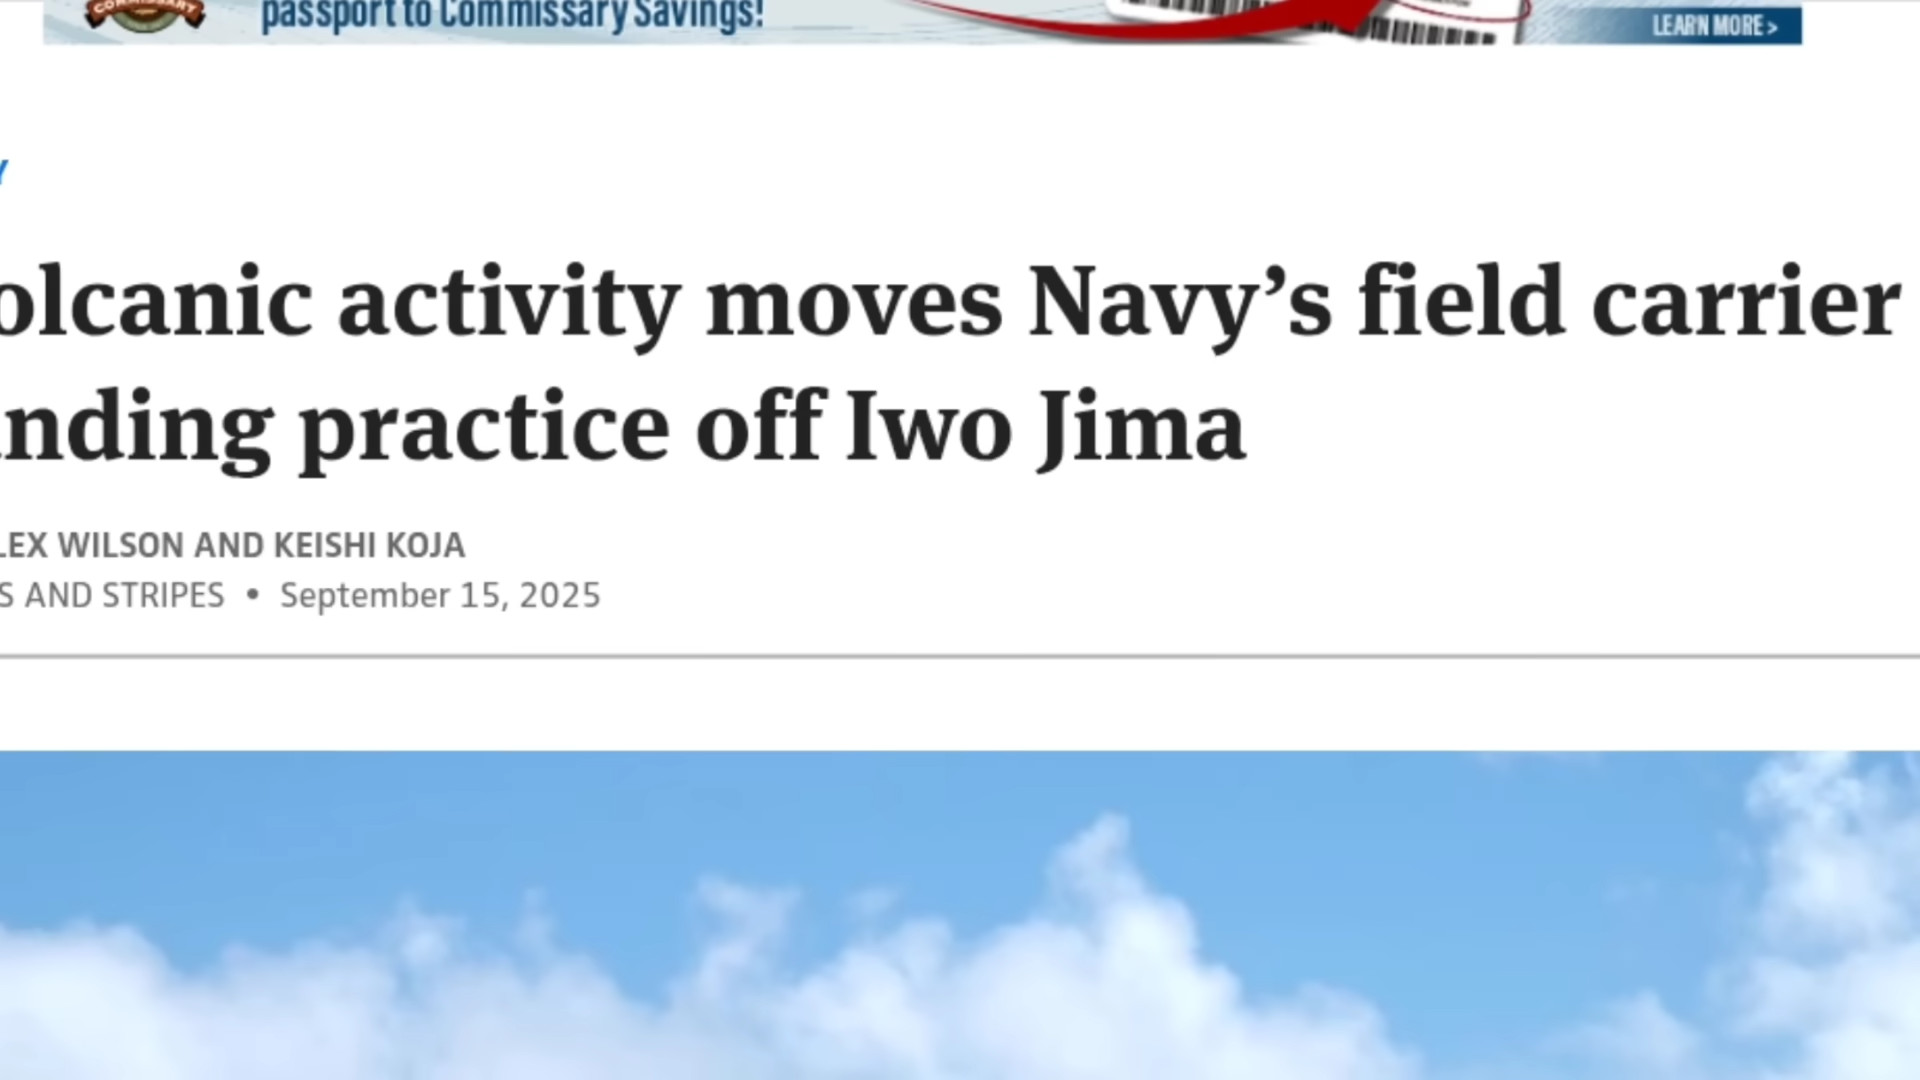 COMMISSARY
passport to Commissary Savings!
LEARN MORE >
Y
olcanic activity moves Navy’s field carrier
nding practice off Iwo Jima
LEX WILSON AND KEISHI KOJA
S AND STRIPES • September 15, 2025